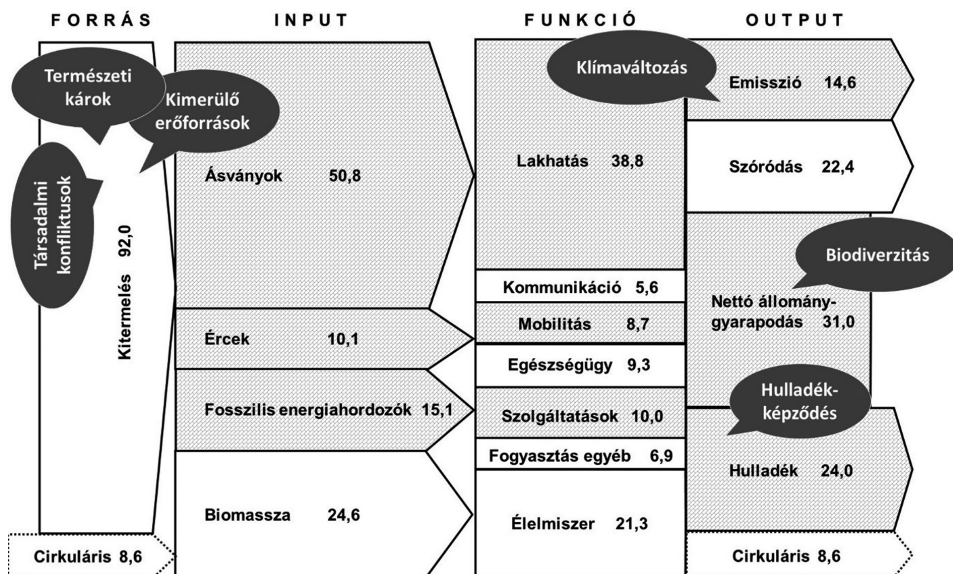 FORRÁS
INPUT
FUNKCIÓ
OUTPUT
Természeti
károk
Kimerülő
erőforrások
Társadalmi
konfliktusok
Kitermelés 92,0
Cirkuláris 8,6
Ásványok 50,8
Ércek 10,1
Fosszilis energiahordozók 15,1
Biomassza 24,6
Lakhatás 38,8
Kommunikáció 5,6
Mobilitás 8,7
Egészségügy 9,3
Szolgáltatások 10,0
Fogyasztás egyéb 6,9
Élelmiszer 21,3
Klímaváltozás
Emisszió 14,6
Szóródás 22,4
Biodiverzitás
Nettó állomány-
gyarapodás 31,0
Hulladék-
képződés
Hulladék 24,0
Cirkuláris 8,6